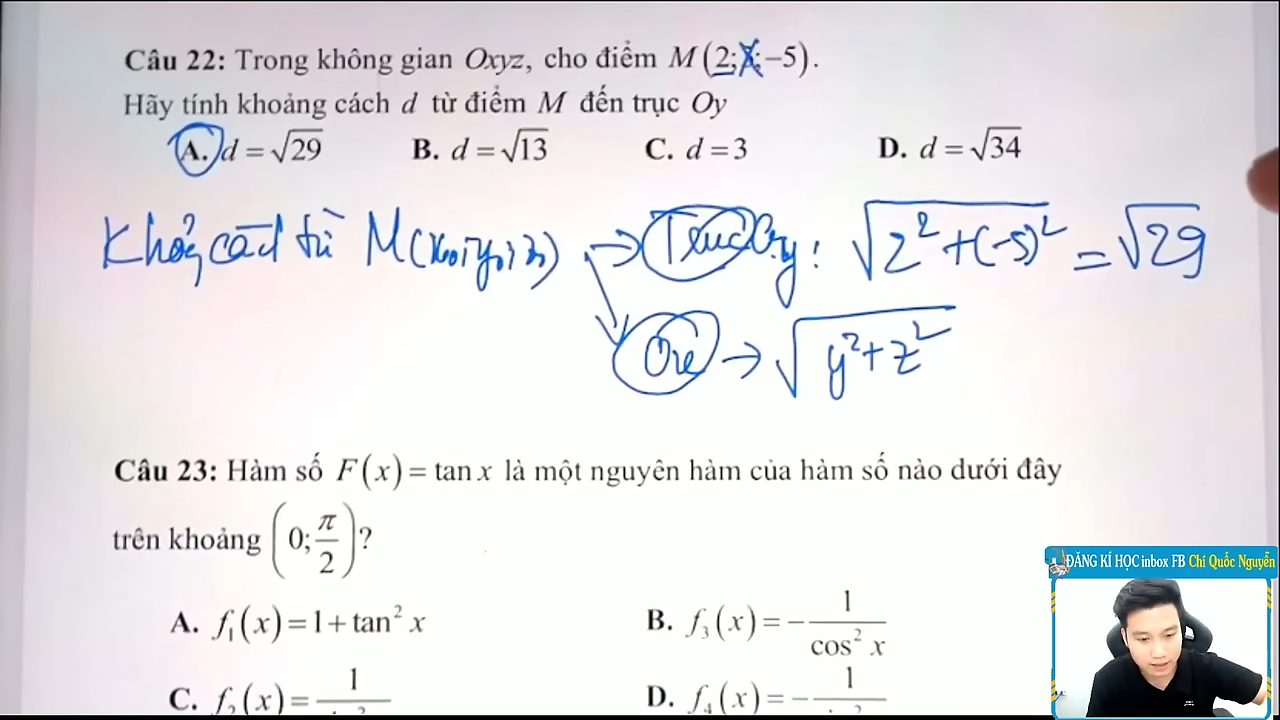 Câu 22: Trong không gian Oxyz, cho điểm M(2; ;−5).
Hãy tính khoảng cách d từ điểm M đến trục Oy
A. d = √29 B. d = √13 C. d = 3 D. d = √34
Khoảng cách từ M(x₀; y₀; z₀) → Trục Oy: √(2² + (−5)²) = √29
→ √(y² + z²)
Câu 23: Hàm số F(x) = tan x là một nguyên hàm của hàm số nào dưới đây
trên khoảng (0; π/2)?
A. f₁(x) = 1 + tan² x B. f₃(x) = −1/cos² x
C. f₂(x) = 1/ D. f₄(x) = −1/
ĐĂNG KÍ HỌC inbox FB Chí Quốc Nguyễn